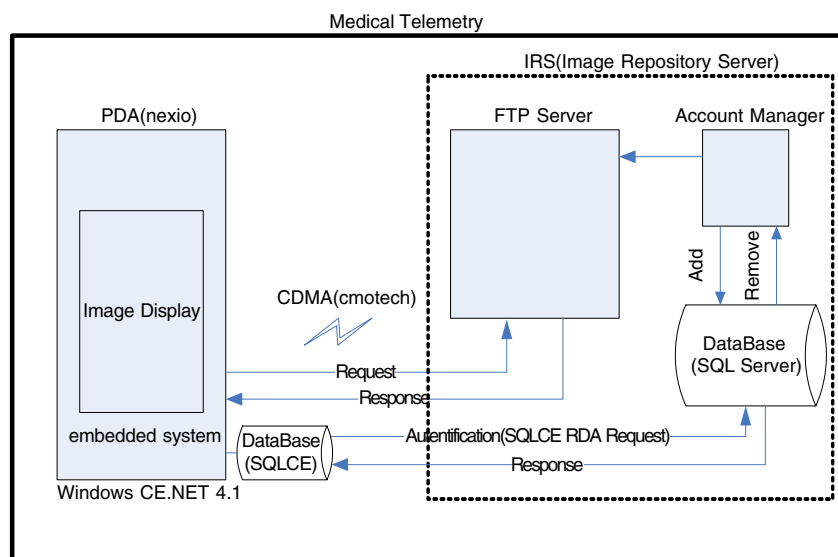 Medical Telemetry
IRS(Image Repository Server)
PDA(nexio)
FTP Server
Account Manager
Add
Remove
Image Display
CDMA(cmotech)
DataBase
(SQL Server)
Request
Response
embedded system
DataBase
(SQLCE)
Autentification(SQLCE RDA Request)
Response
Windows CE.NET 4.1